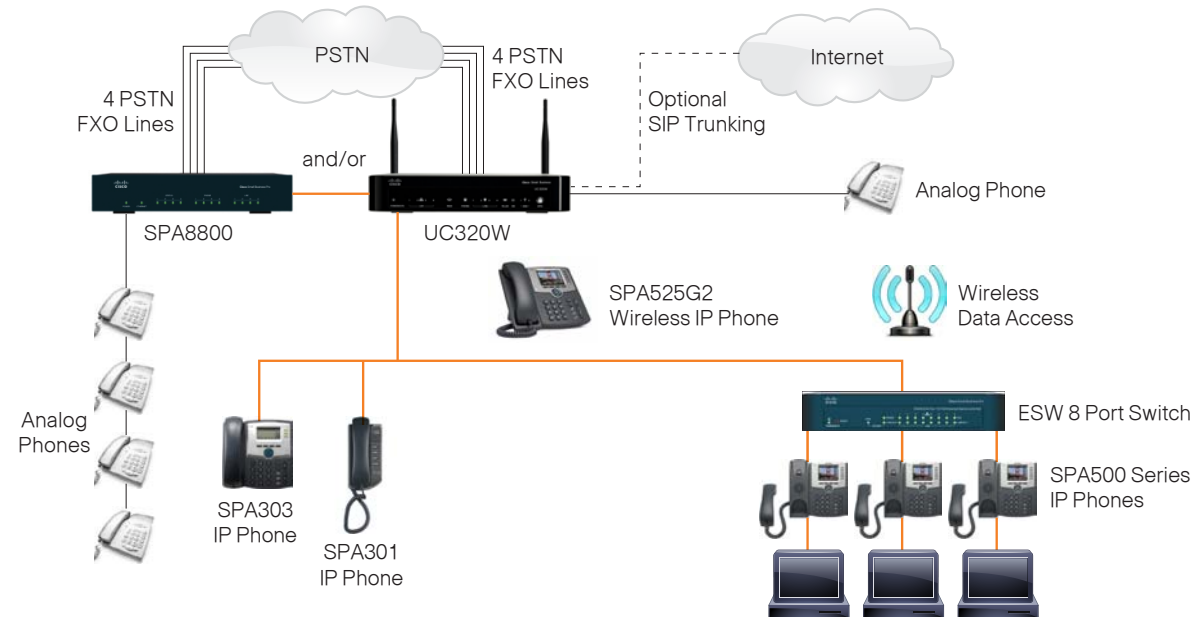 PSTN
Internet
4 PSTN
FXO Lines
4 PSTN
FXO Lines
Optional
SIP Trunking
and/or
Analog Phone
SPA8800
UC320W
SPA525G2
Wireless IP Phone
Wireless
Data Access
Analog
Phones
ESW 8 Port Switch
SPA303
IP Phone
SPA301
IP Phone
SPA500 Series
IP Phones